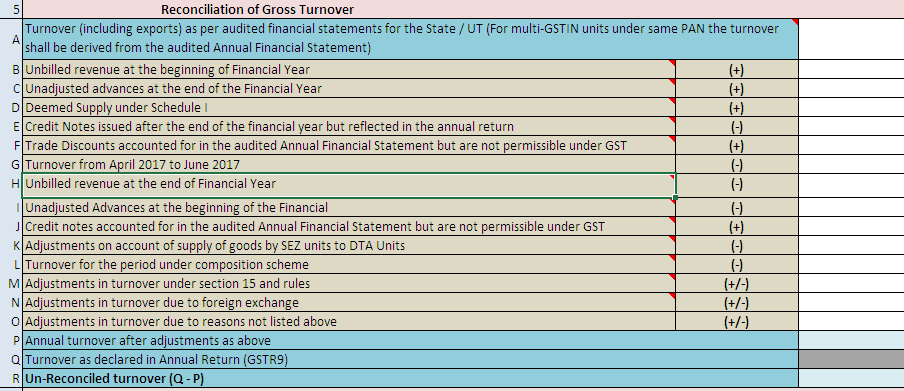 5 Reconciliation of Gross Turnover
A Turnover (including exports) as per audited financial statements for the State / UT (For multi-GSTIN units under same PAN the turnover
shall be derived from the audited Annual Financial Statement)
B Unbilled revenue at the beginning of Financial Year (+)
C Unadjusted advances at the end of the Financial Year (+)
D Deemed Supply under Schedule I (+)
E Credit Notes issued after the end of the financial year but reflected in the annual return (-)
F Trade Discounts accounted for in the audited Annual Financial Statement but are not permissible under GST (+)
G Turnover from April 2017 to June 2017 (-)
H Unbilled revenue at the end of Financial Year (-)
I Unadjusted Advances at the beginning of the Financial (-)
J Credit notes accounted for in the audited Annual Financial Statement but are not permissible under GST (+)
K Adjustments on account of supply of goods by SEZ units to DTA Units (-)
L Turnover for the period under composition scheme (-)
M Adjustments in turnover under section 15 and rules (+/-)
N Adjustments in turnover due to foreign exchange (+/-)
O Adjustments in turnover due to reasons not listed above (+/-)
P Annual turnover after adjustments as above
Q Turnover as declared in Annual Return (GSTR9)
R Un-Reconciled turnover (Q - P)